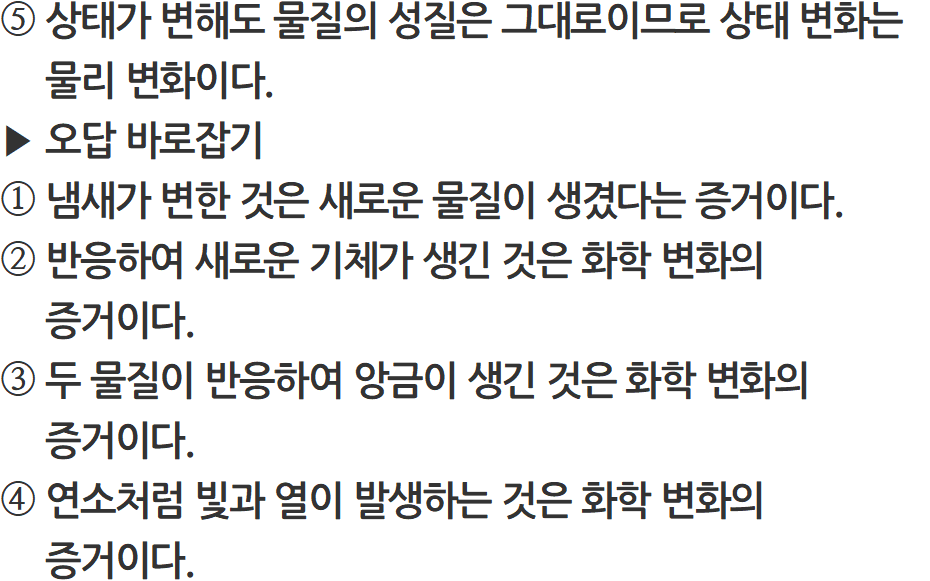 ⑤ 상태가 변해도 물질의 성질은 그대로이므로 상태 변화는
물리 변화이다.
▶ 오답 바로잡기
① 냄새가 변한 것은 새로운 물질이 생겼다는 증거이다.
② 반응하여 새로운 기체가 생긴 것은 화학 변화의
증거이다.
③ 두 물질이 반응하여 앙금이 생긴 것은 화학 변화의
증거이다.
④ 연소처럼 빛과 열이 발생하는 것은 화학 변화의
증거이다.